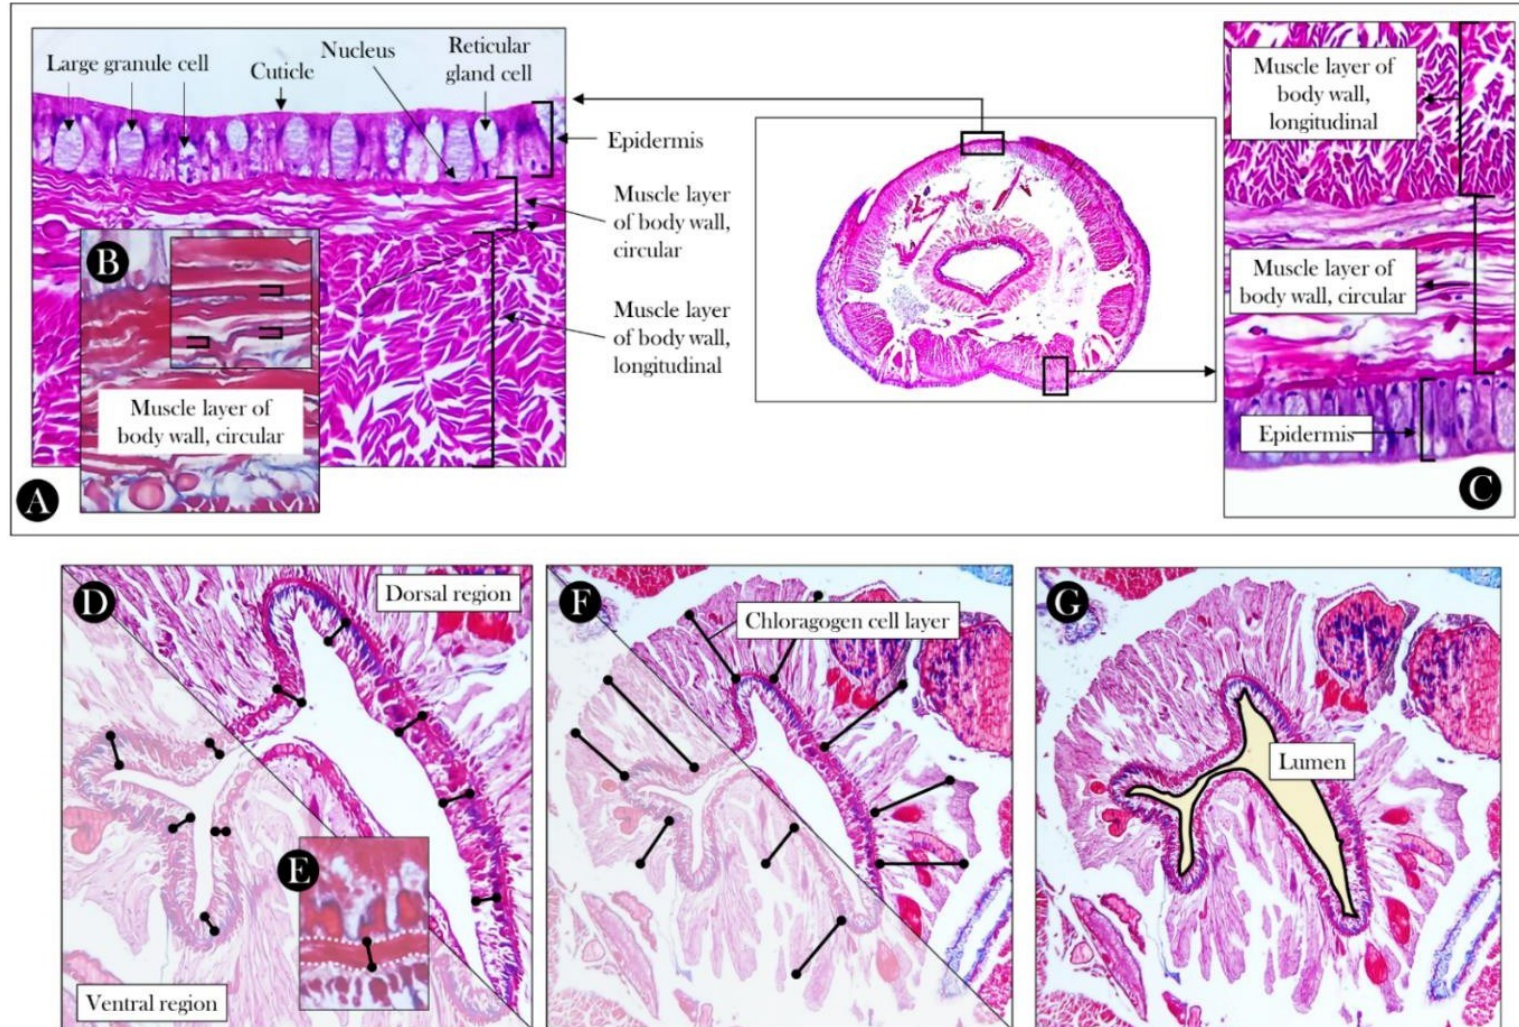 Large granule cell
Nucleus
Cuticle
Reticular
gland cell
Epidermis
Muscle layer
of body wall,
circular
Muscle layer
of body wall,
longitudinal
B
Muscle layer of
body wall, circular
A
Muscle layer of
body wall,
longitudinal
Muscle layer of
body wall, circular
Epidermis
C
D
Dorsal region
E
Ventral region
F
Chloragogen cell layer
G
Lumen